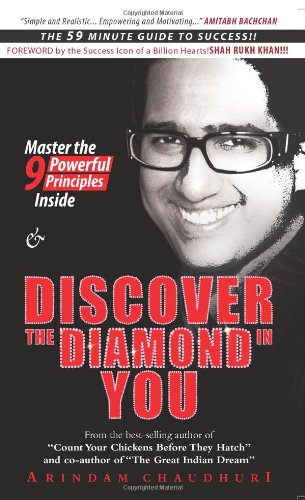 "Simple and Realistic... Empowering and Motivating..." AMITABH BACHCHAN
THE 59 MINUTE GUIDE TO SUCCESS!!
FOREWORD by the Success Icon of a Billion Hearts!SHAH RUKH KHAN!!!
Master the
9 Powerful
Principles
Inside
&
DISCOVER
THE DIAMOND IN
YOU
From the best-selling author of
"Count Your Chickens Before They Hatch"
and co-author of "The Great Indian Dream"
ARINDAM CHAUDHURI